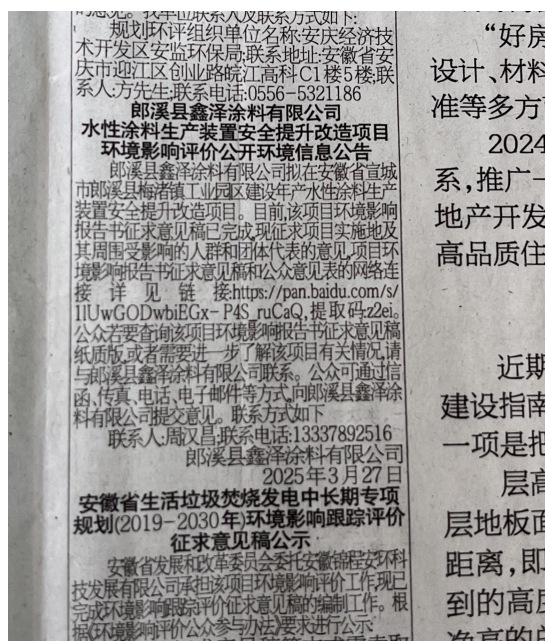 的意见。我单位联系人及联系方式如下:
规划环评组织单位名称:安庆经济技
术开发区安监环保局;联系地址:安徽省安
庆市迎江区创业路皖江高科C1楼5楼;联
系人:方先生;联系电话:0556-5321186
郎溪县鑫泽涂料有限公司
水性涂料生产装置安全提升改造项目
环境影响评价公开环境信息公告
郎溪县鑫泽涂料有限公司拟在安徽省宣城
市郎溪县梅渚镇工业园区建设年产水性涂料生产
装置安全提升改造项目。目前,该项目环境影响
报告书征求意见稿已完成,现征求项目实施地及
其周围受影响的人群和团体代表的意见,项目环
境影响报告书征求意见稿和公众意见表的网络连
接详见链接:https://pan.baidu.com/s/
1lUwGODwbiEGx-P4S_ruCaQ,提取码:z2ei。
公众若要查询该项目环境影响报告书征求意见稿
纸质版,或者需要进一步了解该项目有关情况,请
与郎溪县鑫泽涂料有限公司联系。公众可通过信
函、传真、电话、电子邮件等方式,向郎溪县鑫泽涂
料有限公司提交意见。联系方式如下
联系人:周汉昌;联系电话:13337892516
郎溪县鑫泽涂料有限公司
2025年3月27日
安徽省生活垃圾焚烧发电中长期专项
规划(2019-2030年)环境影响跟踪评价
征求意见稿公示
安徽省发展和改革委员会委托安徽锦程安环科
技发展有限公司承担该项目环境影响评价工作,现已
完成环境影响跟踪评价征求意见稿的编制工作。根
据《环境影响评价公众参与办法》要求进行公示:
“好房
设计、材料
准等多方
2024
系,推广一
地产开发
高品质住
近期
建设指南
一项是把
层高
层地板面
距离,即
到的高度